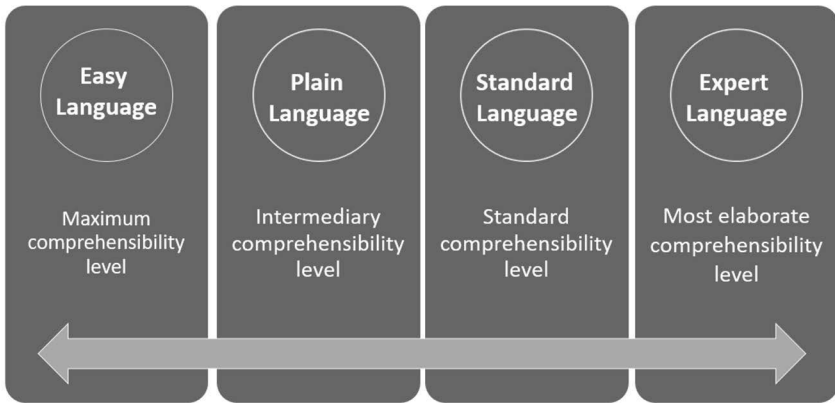 Easy
Language
Maximum
comprehensibility
level
Plain
Language
Intermediary
comprehensibility
level
Standard
Language
Standard
comprehensibility
level
Expert
Language
Most elaborate
comprehensibility
level